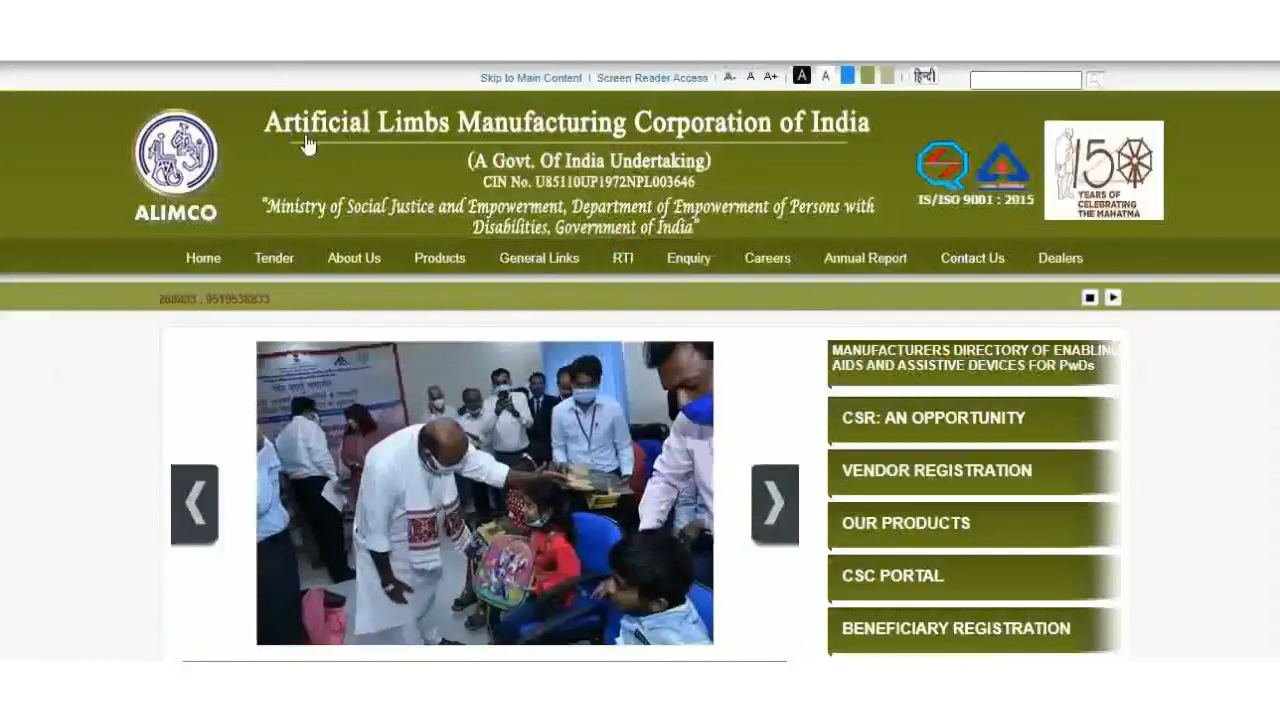 Skip to Main Content | Screen Reader Access | A- A A+ | A A | हिन्दी
Artificial Limbs Manufacturing Corporation of India
(A Govt. Of India Undertaking)
CIN No. U85110UP1972NPL003646
"Ministry of Social Justice and Empowerment, Department of Empowerment of Persons with
Disabilities, Government of India"
ALIMCO
IS/ISO 9001 : 2015
150
YEARS OF
CELEBRATING
THE MAHATMA
Home Tender About Us Products General Links RTI Enquiry Careers Annual Report Contact Us Dealers
9519538833
MANUFACTURERS DIRECTORY OF ENABLING
AIDS AND ASSISTIVE DEVICES FOR PwDs
CSR: AN OPPORTUNITY
VENDOR REGISTRATION
OUR PRODUCTS
CSC PORTAL
BENEFICIARY REGISTRATION